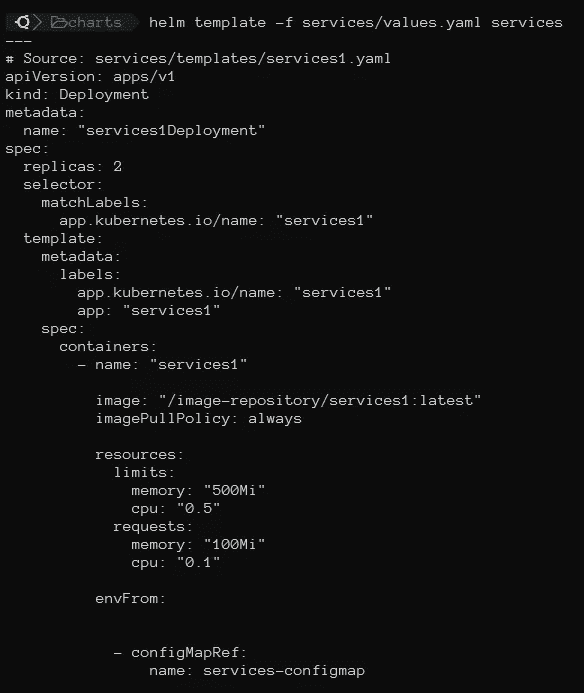 charts helm template -f services/values.yaml services
---
# Source: services/templates/services1.yaml
apiVersion: apps/v1
kind: Deployment
metadata:
  name: "services1Deployment"
spec:
  replicas: 2
  selector:
    matchLabels:
      app.kubernetes.io/name: "services1"
  template:
    metadata:
      labels:
        app.kubernetes.io/name: "services1"
        app: "services1"
    spec:
      containers:
        - name: "services1"
          image: "/image-repository/services1:latest"
          imagePullPolicy: always
          resources:
            limits:
              memory: "500Mi"
              cpu: "0.5"
            requests:
              memory: "100Mi"
              cpu: "0.1"
          envFrom:
            - configMapRef:
                name: services-configmap